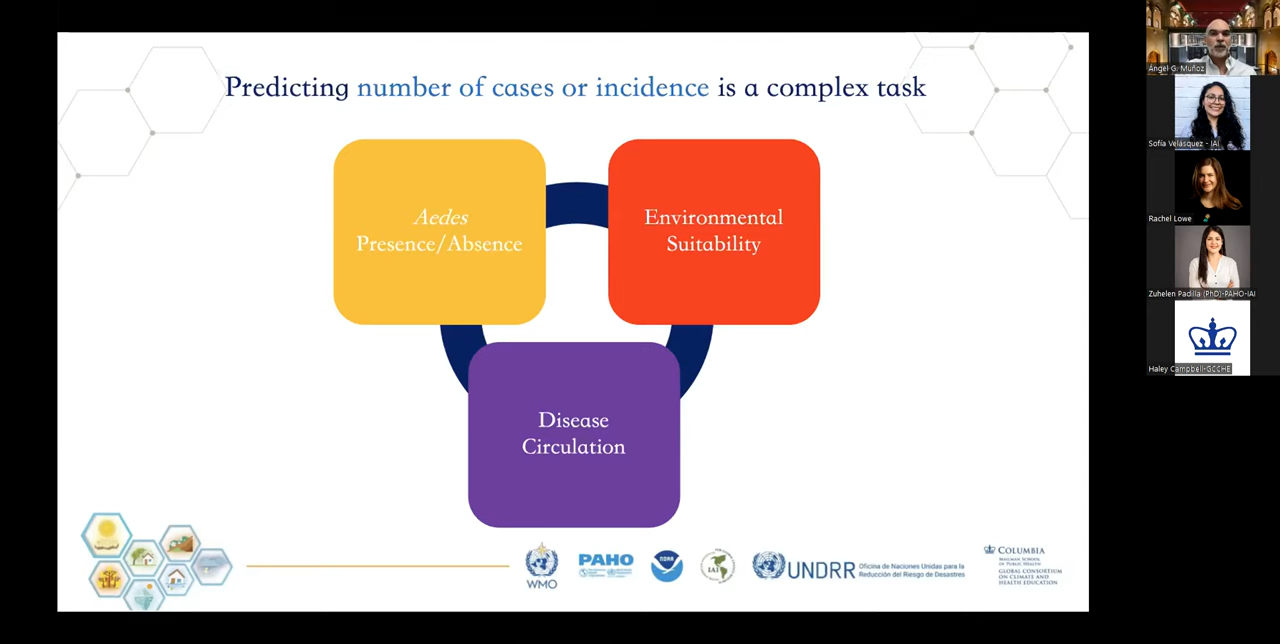 Predicting number of cases or incidence is a complex task
Aedes
Presence/Absence
Environmental
Suitability
Disease
Circulation
WMO
PAHO
NOAA
IAI
UNDRR
Oficina de Naciones Unidas para la
Reducción del Riesgo de Desastres
COLUMBIA
MAILMAN SCHOOL
OF PUBLIC HEALTH
GLOBAL CONSORTIUM
ON CLIMATE AND
HEALTH EDUCATION
Ángel G. Muñoz
Sofía Velásquez - IAI
Rachel Lowe
Zuhelen Padilla (PhD)-PAHO-IAI
Haley Campbell-GCCHE